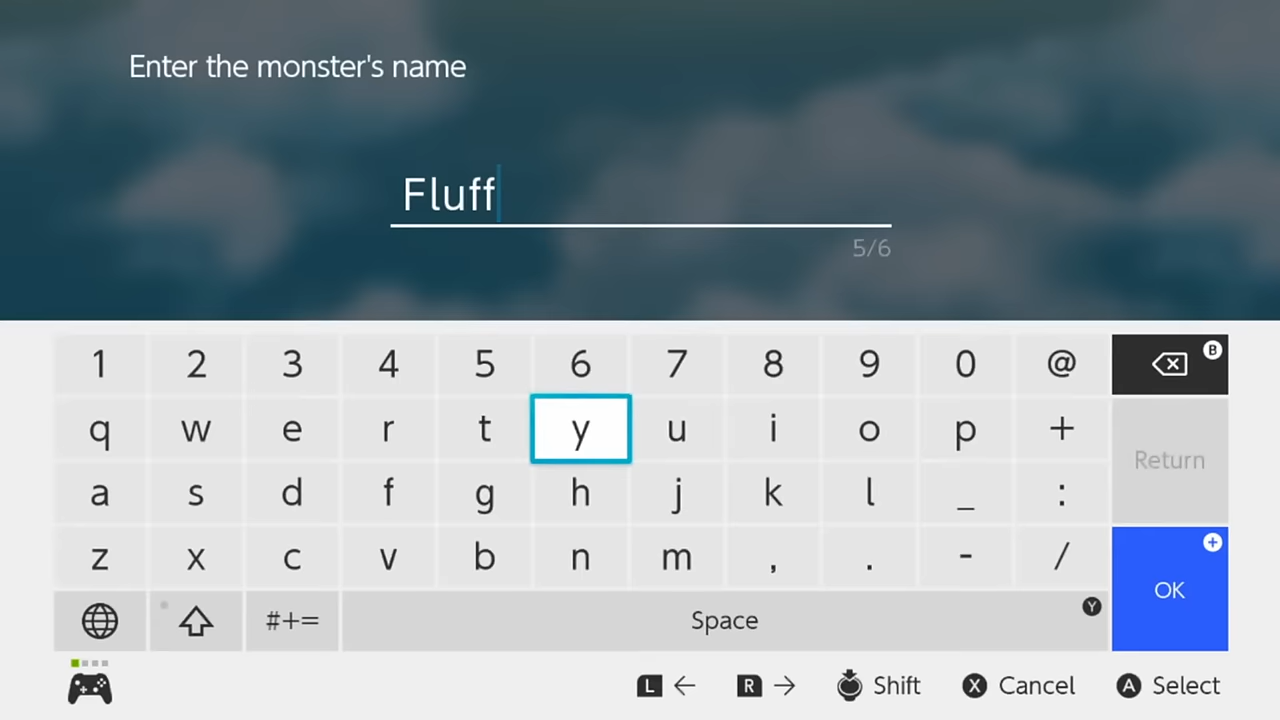 Enter the monster's name
Fluff
5/6
1 2 3 4 5 6 7 8 9 0 @ B
q w e r t y u i o p +
Return
a s d f g h j k l _ :
z x c v b n m , . - / +
OK
#+= Space Y
L ← R → Shift X Cancel A Select